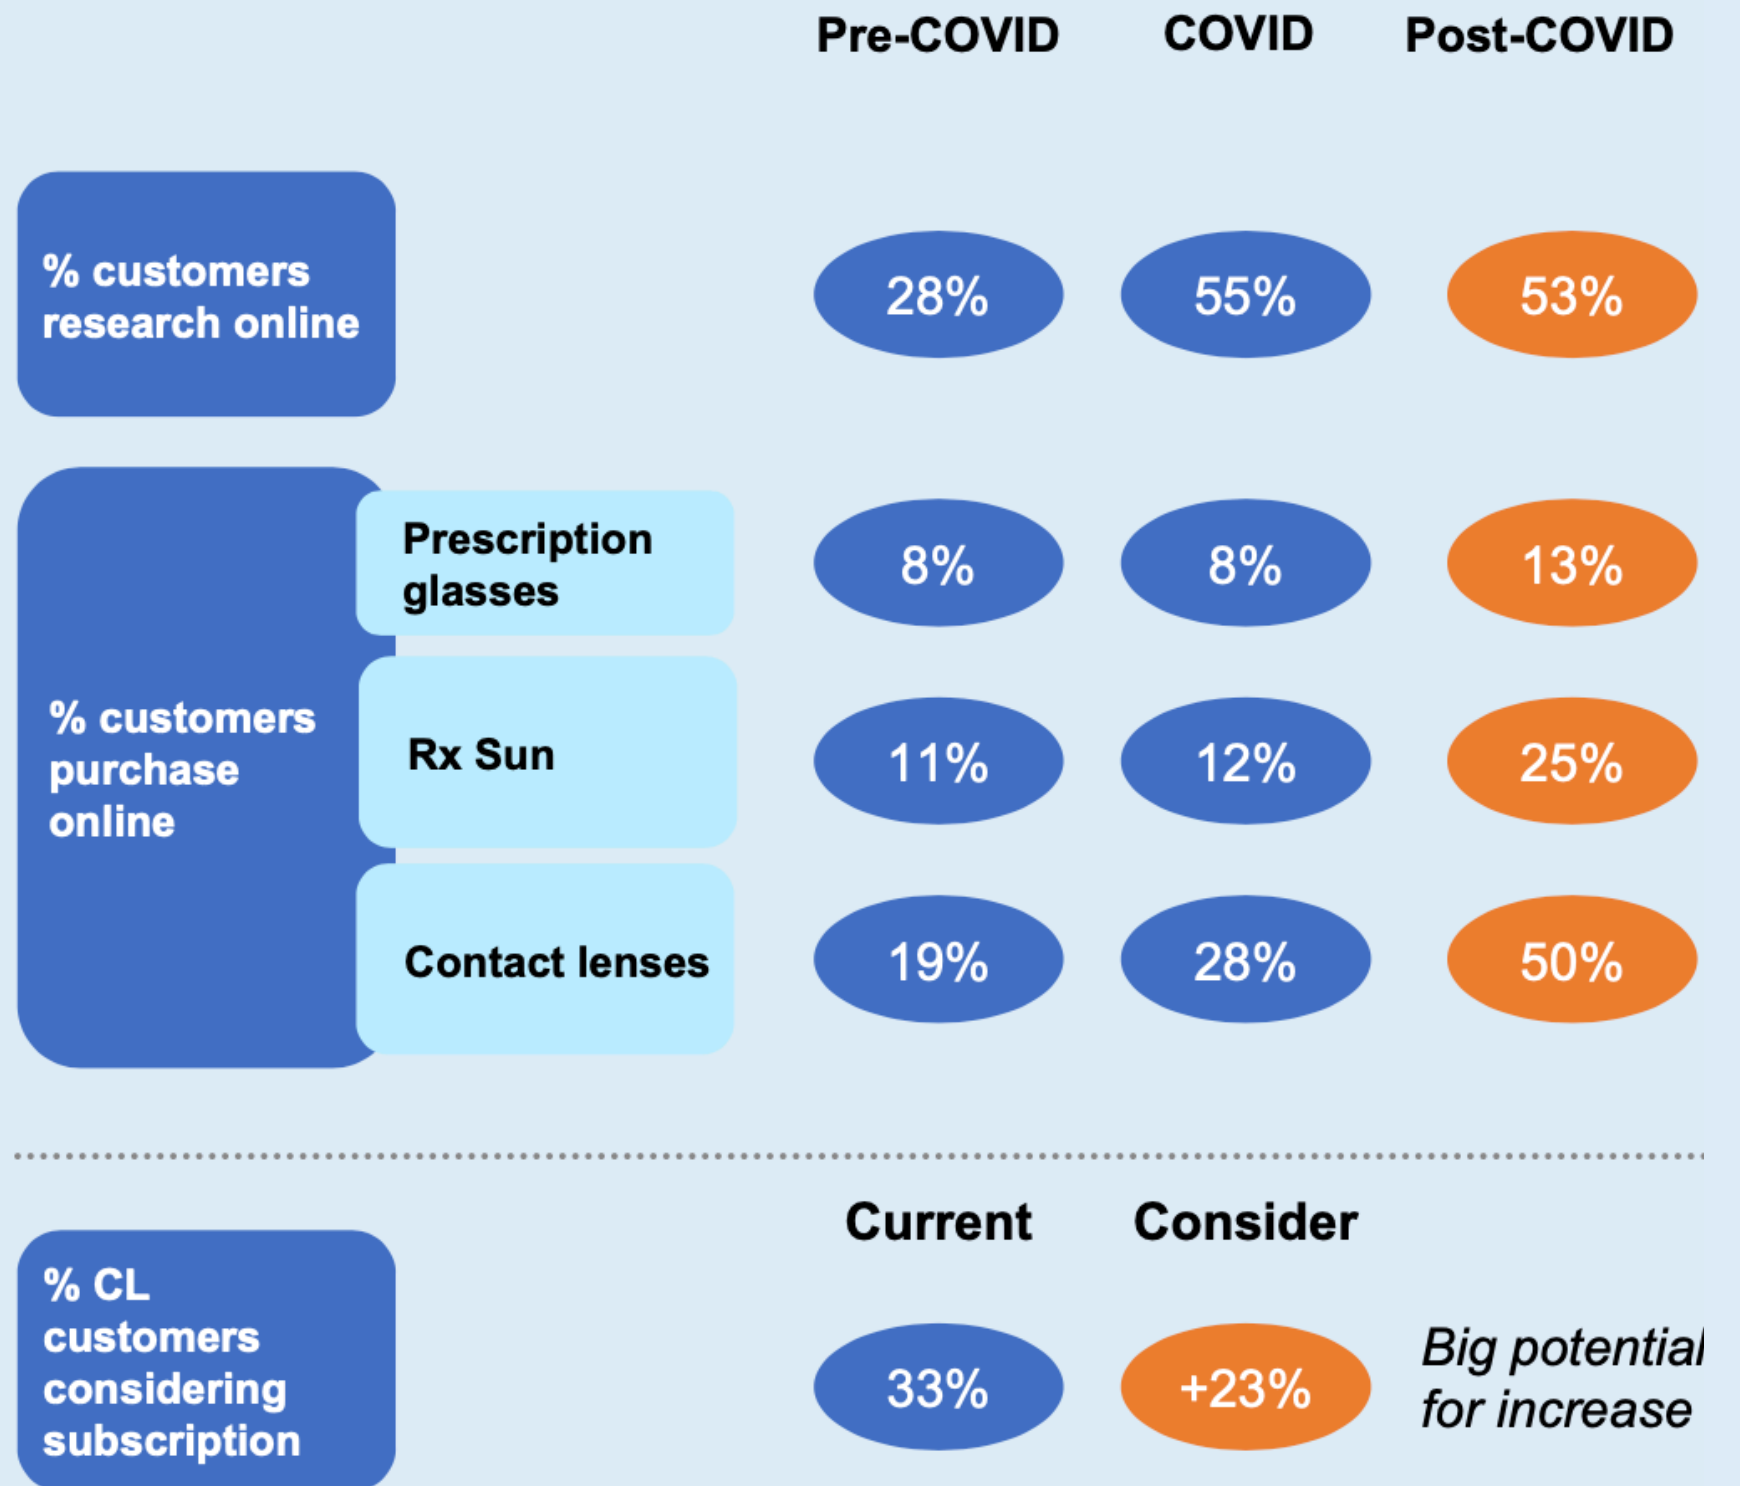 Pre-COVID COVID Post-COVID
% customers
research online
28% 55% 53%
% customers
purchase
online
Prescription
glasses
8% 8% 13%
Rx Sun
11% 12% 25%
Contact lenses
19% 28% 50%
Current Consider
% CL
customers
considering
subscription
33% +23%
Big potential
for increase